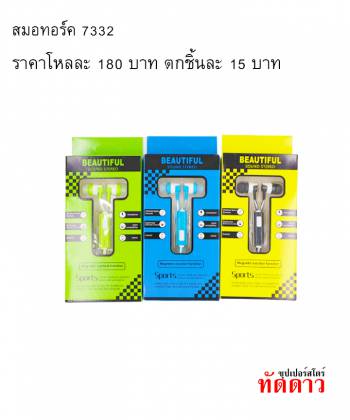 สมอทอร์ค 7332
ราคาโหลละ 180 บาท ตกชิ้นละ 15 บาท
BEAUTIFUL
SOUND STEREO
Sports
BEAUTIFUL
SOUND STEREO
Sports
BEAUTIFUL
SOUND STEREO
Sports
ซุปเปอร์สโตร์
ทัดดาว